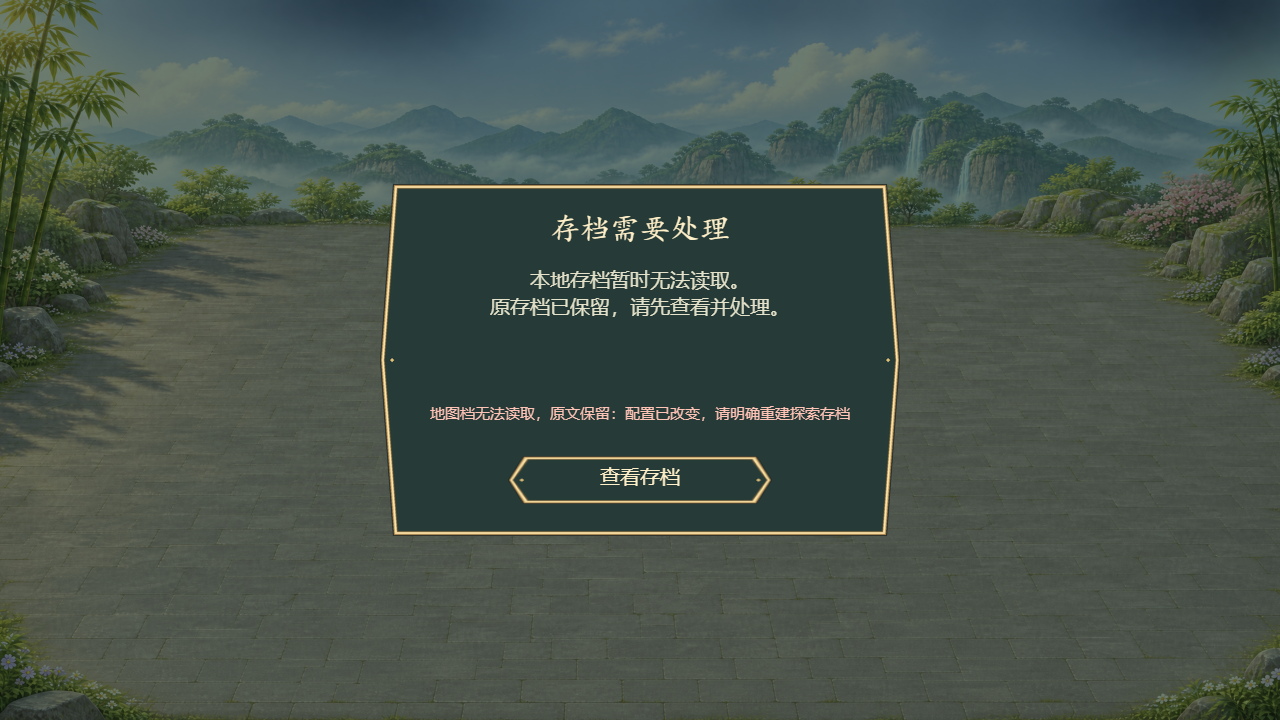 存档需要处理
本地存档暂时无法读取。
原存档已保留，请先查看并处理。
地图档无法读取，原文保留：配置已改变，请明确重建探索存档
查看存档